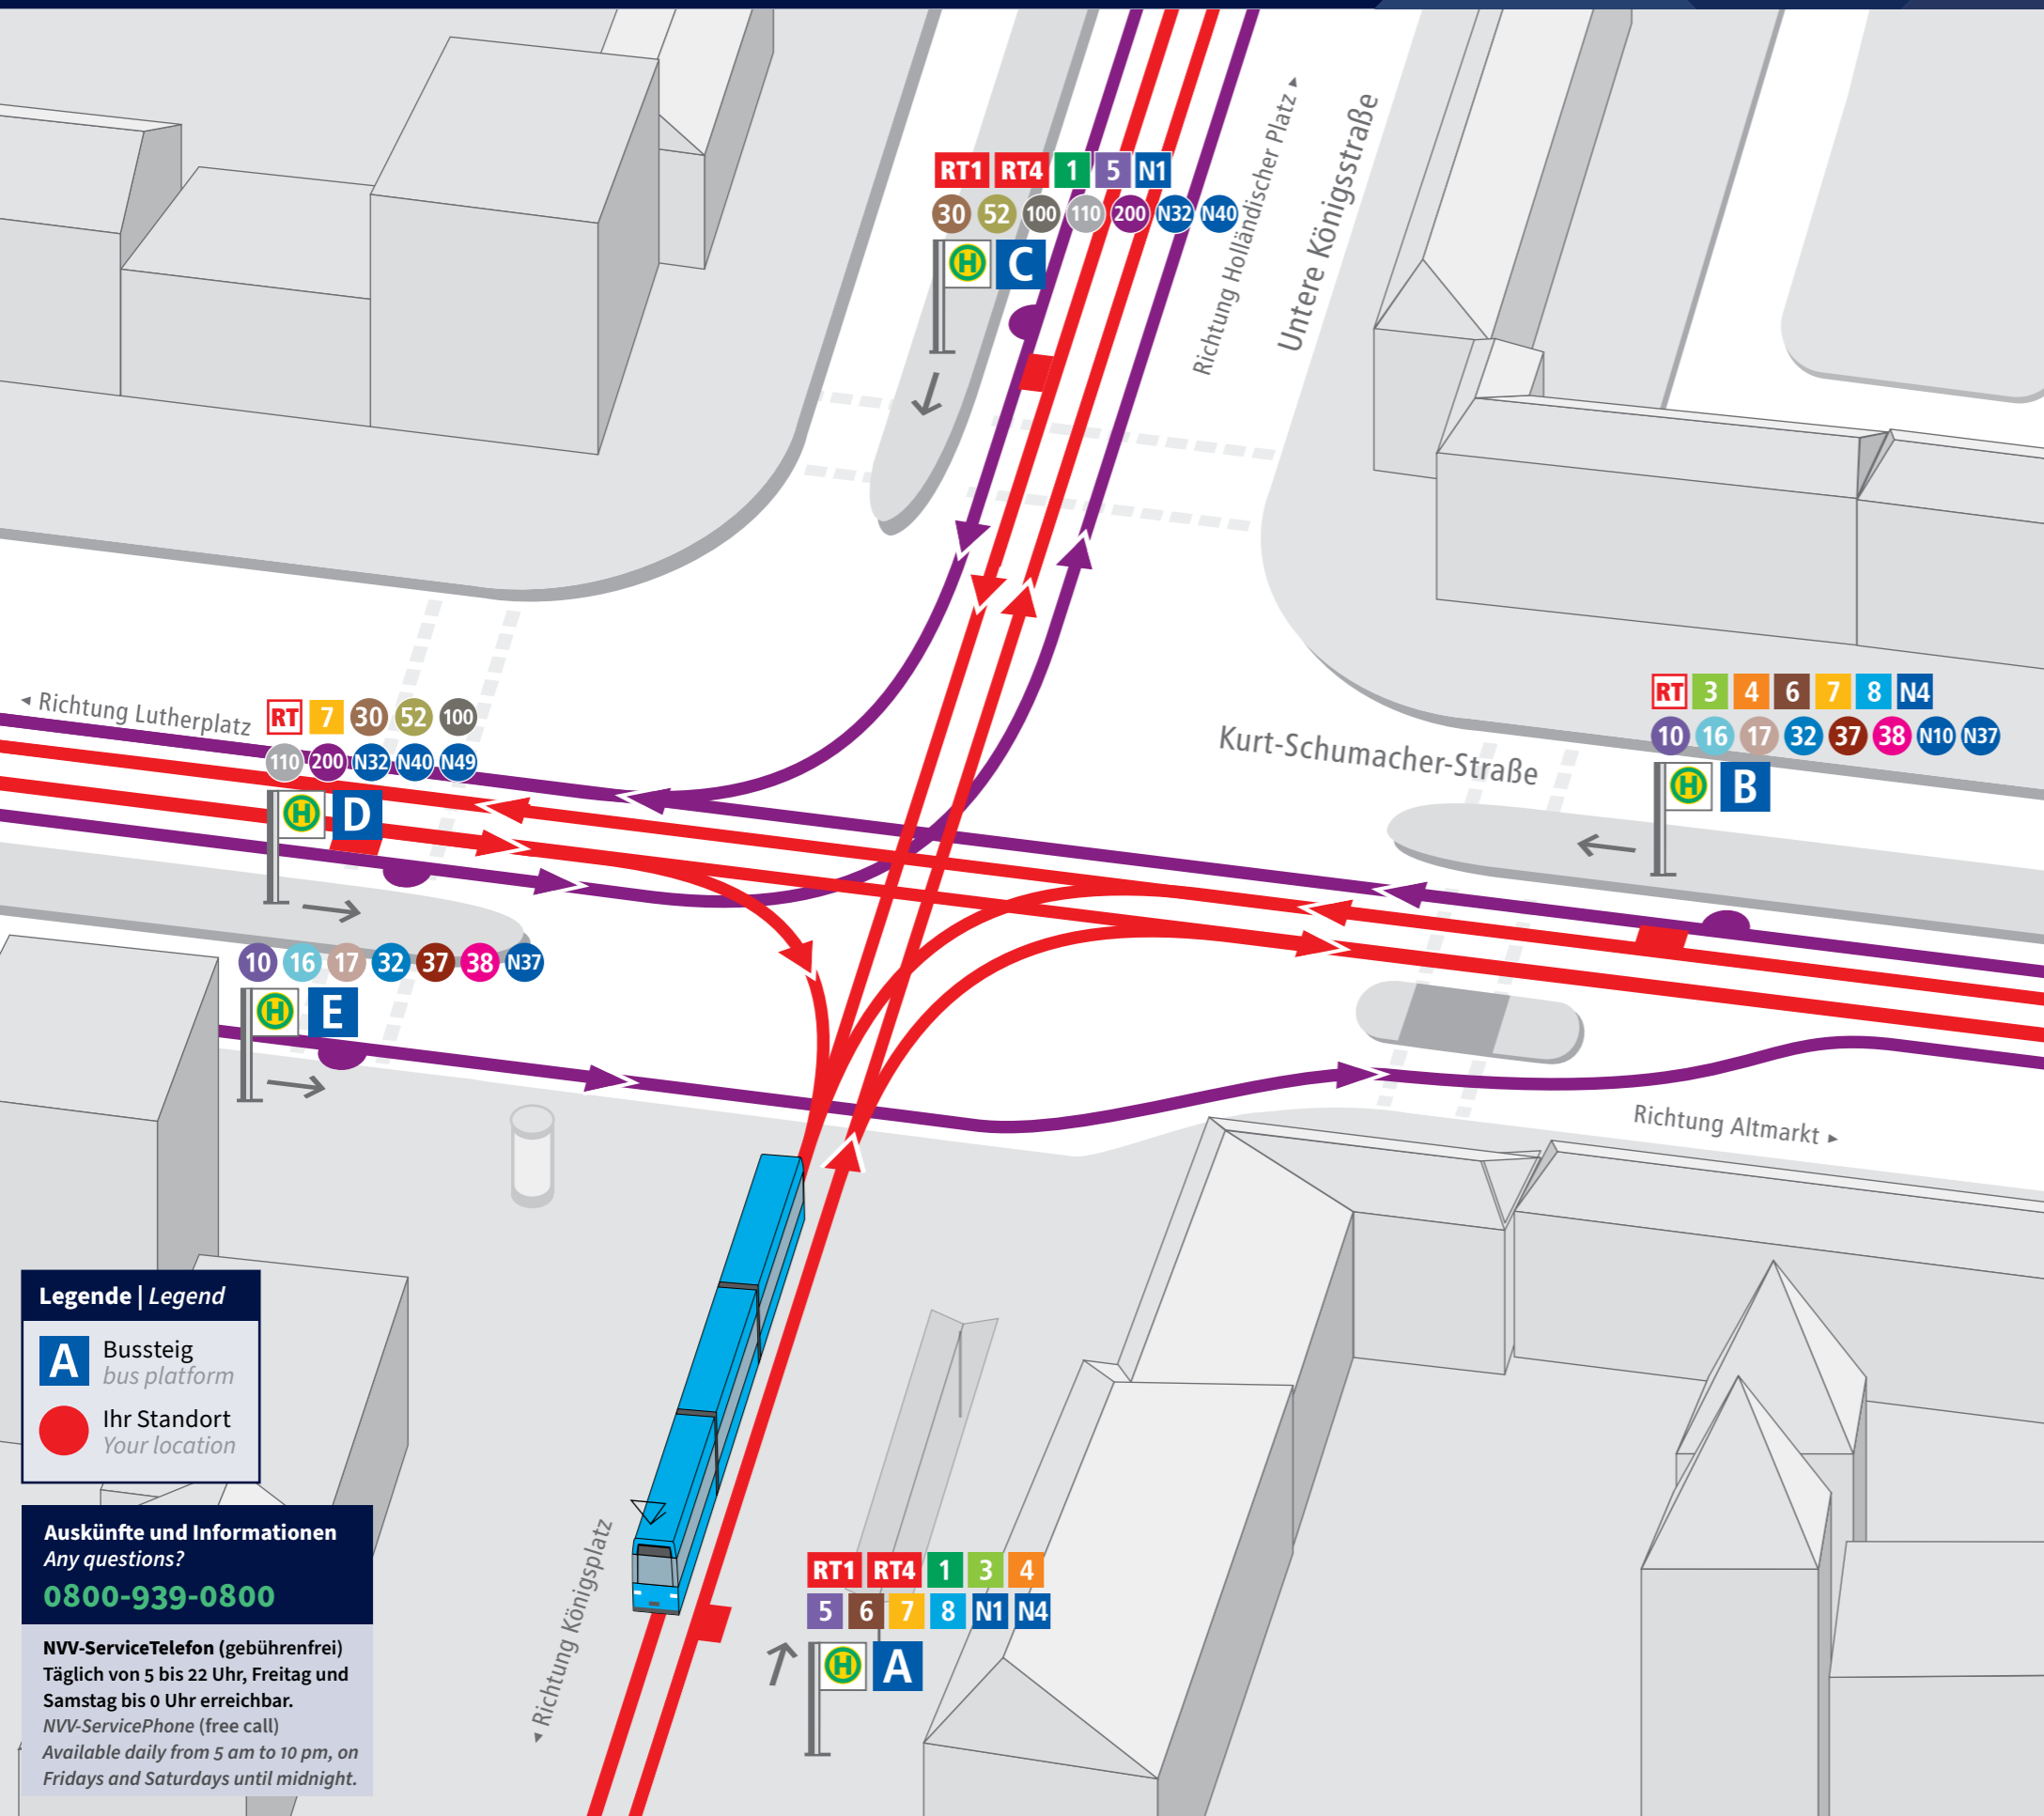 Richtung Holländischer Platz
Untere Königsstraße
RT1 RT4 1 5 N1
30 52 100 110 200 N32 N40
H C
Richtung Lutherplatz
RT 7 30 52 100
110 200 N32 N40 N49
H D
Kurt-Schumacher-Straße
RT 3 4 6 7 8 N4
10 16 17 32 37 38 N10 N37
H B
10 16 17 32 37 38 N37
H E
Richtung Altmarkt
Legende | Legend
A Bussteig
bus platform
Ihr Standort
Your location
Auskünfte und Informationen
Any questions?
0800-939-0800
NVV-ServiceTelefon (gebührenfrei)
Täglich von 5 bis 22 Uhr, Freitag und
Samstag bis 0 Uhr erreichbar.
NVV-ServicePhone (free call)
Available daily from 5 am to 10 pm, on
Fridays and Saturdays until midnight.
Richtung Königsplatz
RT1 RT4 1 3 4
5 6 7 8 N1 N4
H A